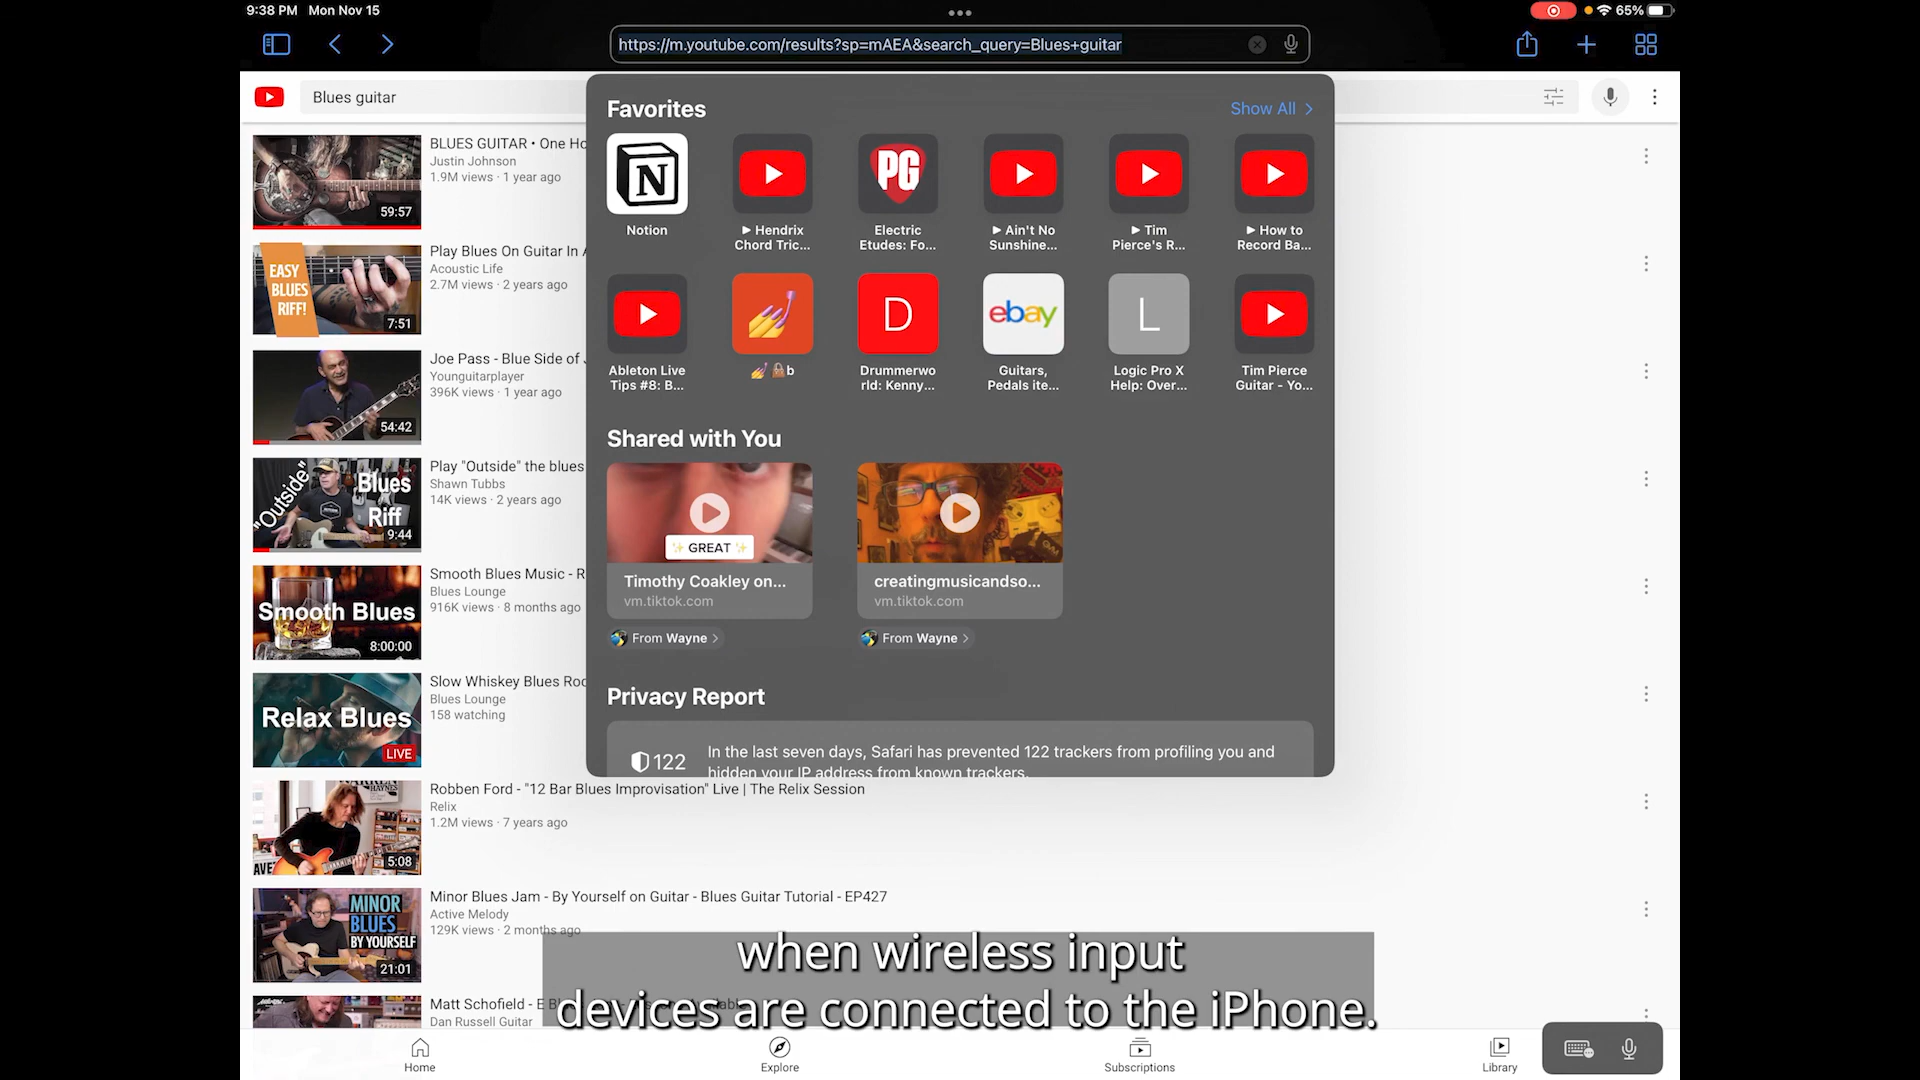 9:38 PM Mon Nov 15
65%
https://m.youtube.com/results?sp=mAEA&search_query=Blues+guitar
Blues guitar
Favorites
Show All
N
PG
Notion
▶ Hendrix
Chord Tric...
Electric
Etudes: Fo...
▶ Ain't No
Sunshine...
▶ Tim
Pierce's R...
▶ How to
Record Ba...
D
ebay
L
Ableton Live
Tips #8: B...
💅👜b
Drummerwo
rld: Kenny...
Guitars,
Pedals ite...
Logic Pro X
Help: Over...
Tim Pierce
Guitar - Yo...
Shared with You
✨ GREAT ✨
Timothy Coakley on...
vm.tiktok.com
From Wayne
creatingmusicandso...
vm.tiktok.com
From Wayne
Privacy Report
122
In the last seven days, Safari has prevented 122 trackers from profiling you and
hidden your IP address from known trackers.
BLUES GUITAR • One Ho
Justin Johnson
1.9M views · 1 year ago
59:57
Play Blues On Guitar In
Acoustic Life
2.7M views · 2 years ago
EASY
BLUES
RIFF!
7:51
Joe Pass - Blue Side of
Younguitarplayer
396K views · 1 year ago
54:42
Play "Outside" the blues
Shawn Tubbs
14K views · 2 years ago
"Outside"
Blues
Riff
9:44
Smooth Blues Music - R
Blues Lounge
916K views · 8 months ago
Smooth Blues
8:00:00
Slow Whiskey Blues Roc
Blues Lounge
158 watching
Relax Blues
LIVE
Robben Ford - "12 Bar Blues Improvisation" Live | The Relix Session
Relix
1.2M views · 7 years ago
HAYNES
5:08
Minor Blues Jam - By Yourself on Guitar - Blues Guitar Tutorial - EP427
Active Melody
129K views · 2 months ago
MINOR
BLUES
BY YOURSELF
21:01
Matt Schofield - E
Dan Russell Guitar
when wireless input
devices are connected to the iPhone.
Home
Explore
Subscriptions
Library